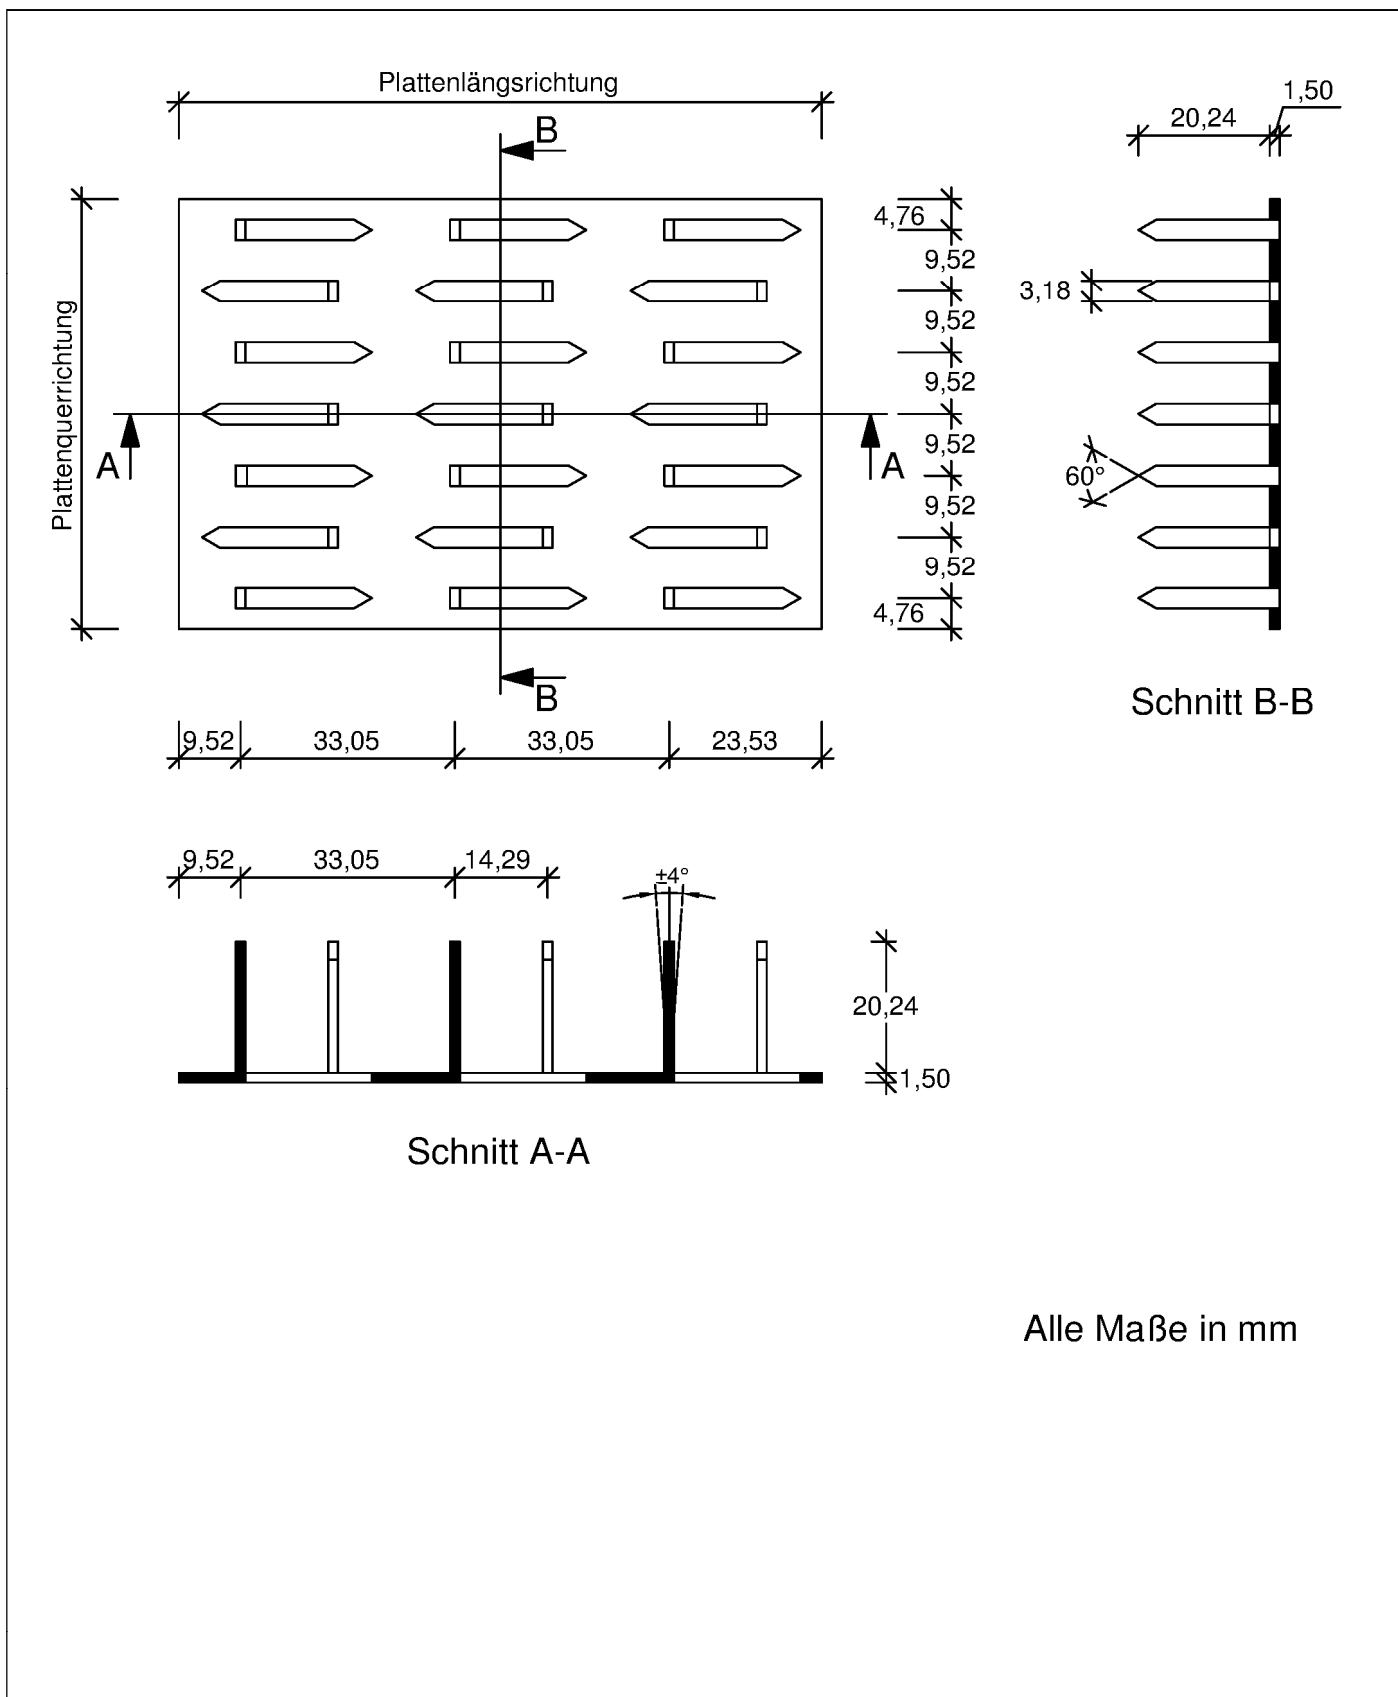 Plattenlängsrichtung
B
1,50
20,24
4,76
9,52
9,52
3,18
Plattenquerrichtung
9,52
9,52
A
A
60°
9,52
9,52
4,76
B
Schnitt B-B
9,52 33,05 33,05 23,53
9,52 33,05 14,29
±4°
20,24
1,50
Schnitt A-A
Alle Maße in mm